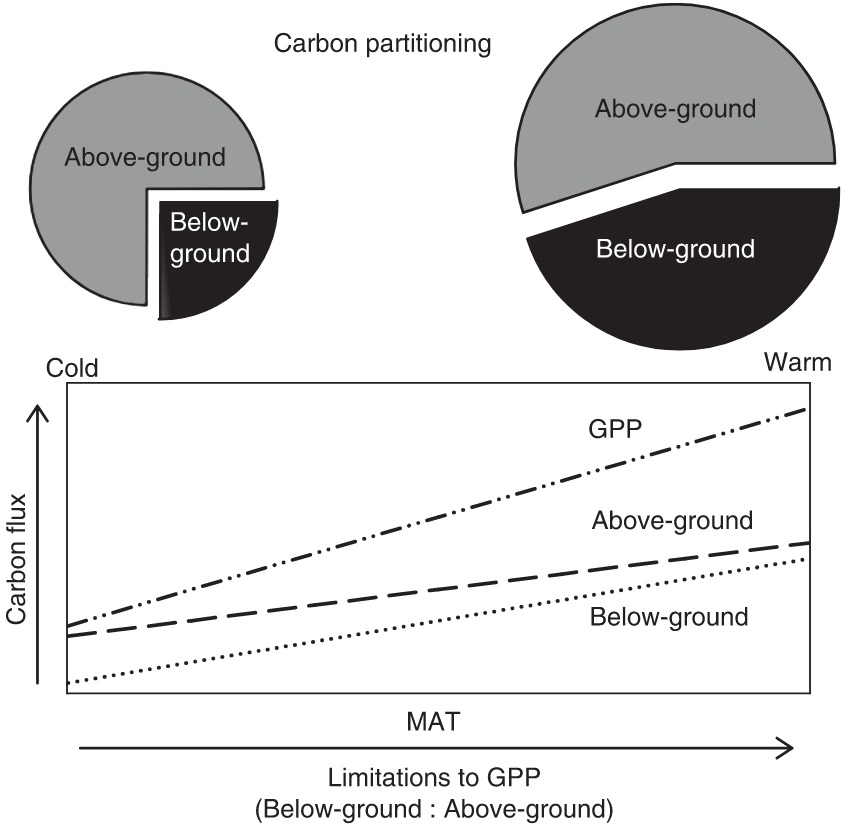 Carbon partitioning
Above-ground
Below-
ground
Above-ground
Below-ground
Cold
Warm
Carbon flux
GPP
Above-ground
Below-ground
MAT
Limitations to GPP
(Below-ground : Above-ground)